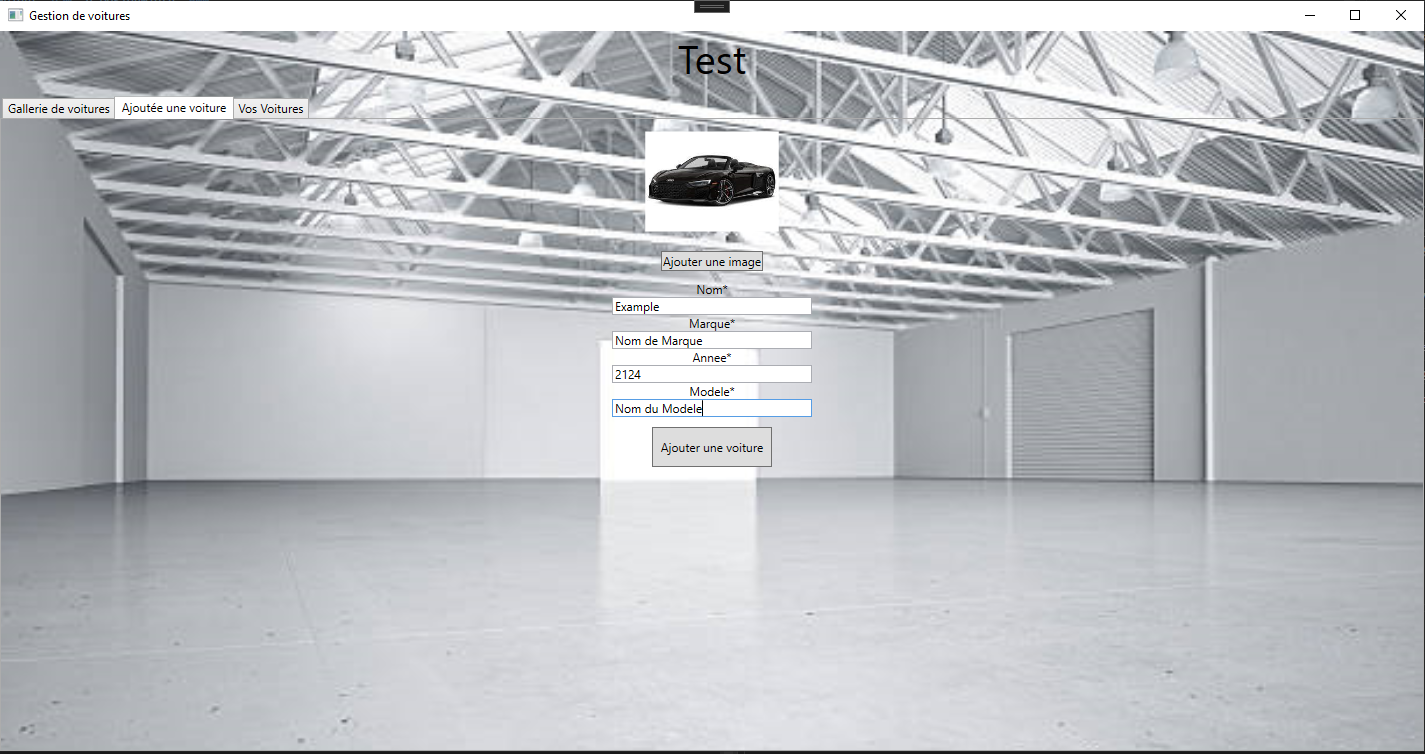 Gestion de voitures
Test
Gallerie de voitures
Ajoutée une voiture
Vos Voitures
Ajouter une image
Nom*
Example
Marque*
Nom de Marque
Annee*
2124
Modele*
Nom du Modele
Ajouter une voiture